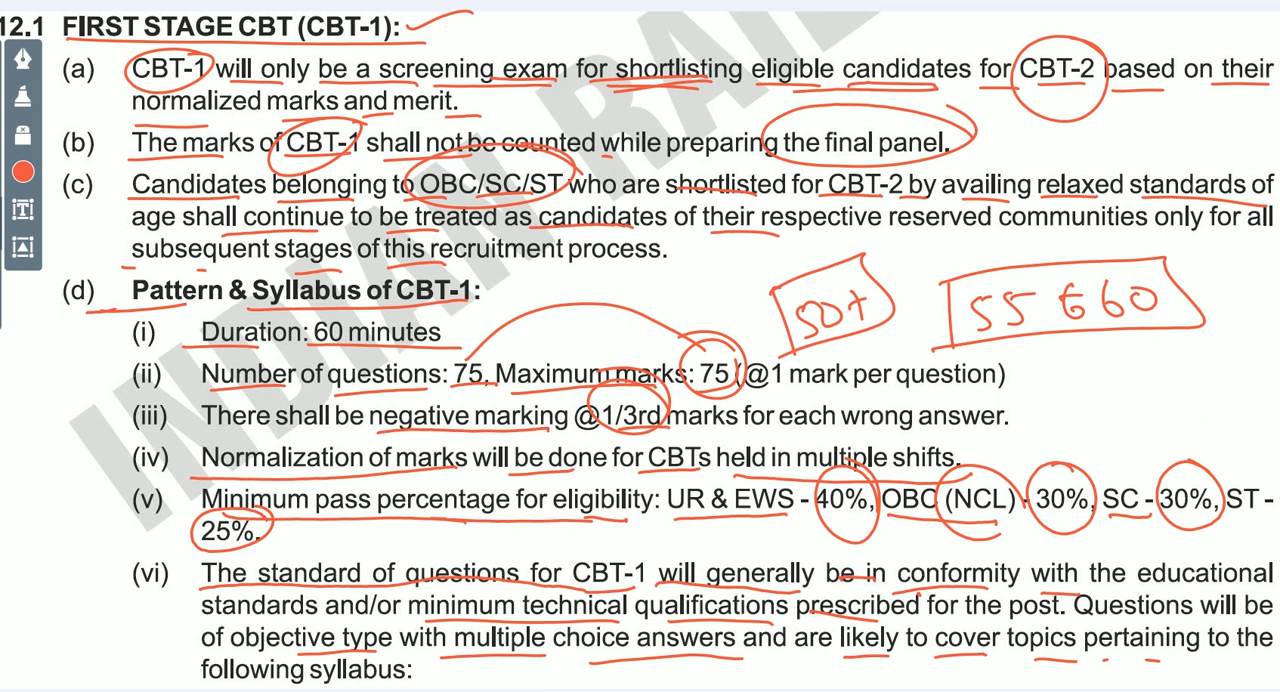 12.1 FIRST STAGE CBT (CBT-1):
(a) CBT-1 will only be a screening exam for shortlisting eligible candidates for CBT-2 based on their
normalized marks and merit.
(b) The marks of CBT-1 shall not be counted while preparing the final panel.
(c) Candidates belonging to OBC/SC/ST who are shortlisted for CBT-2 by availing relaxed standards of
age shall continue to be treated as candidates of their respective reserved communities only for all
subsequent stages of this recruitment process.
(d) Pattern & Syllabus of CBT-1:
50+ 55 to 60
(i) Duration: 60 minutes
(ii) Number of questions: 75, Maximum marks: 75 (@1 mark per question)
(iii) There shall be negative marking @1/3rd marks for each wrong answer.
(iv) Normalization of marks will be done for CBTs held in multiple shifts.
(v) Minimum pass percentage for eligibility: UR & EWS - 40%, OBC (NCL) - 30%, SC - 30%, ST -
25%.
(vi) The standard of questions for CBT-1 will generally be in conformity with the educational
standards and/or minimum technical qualifications prescribed for the post. Questions will be
of objective type with multiple choice answers and are likely to cover topics pertaining to the
following syllabus:
INDIAN RAIL